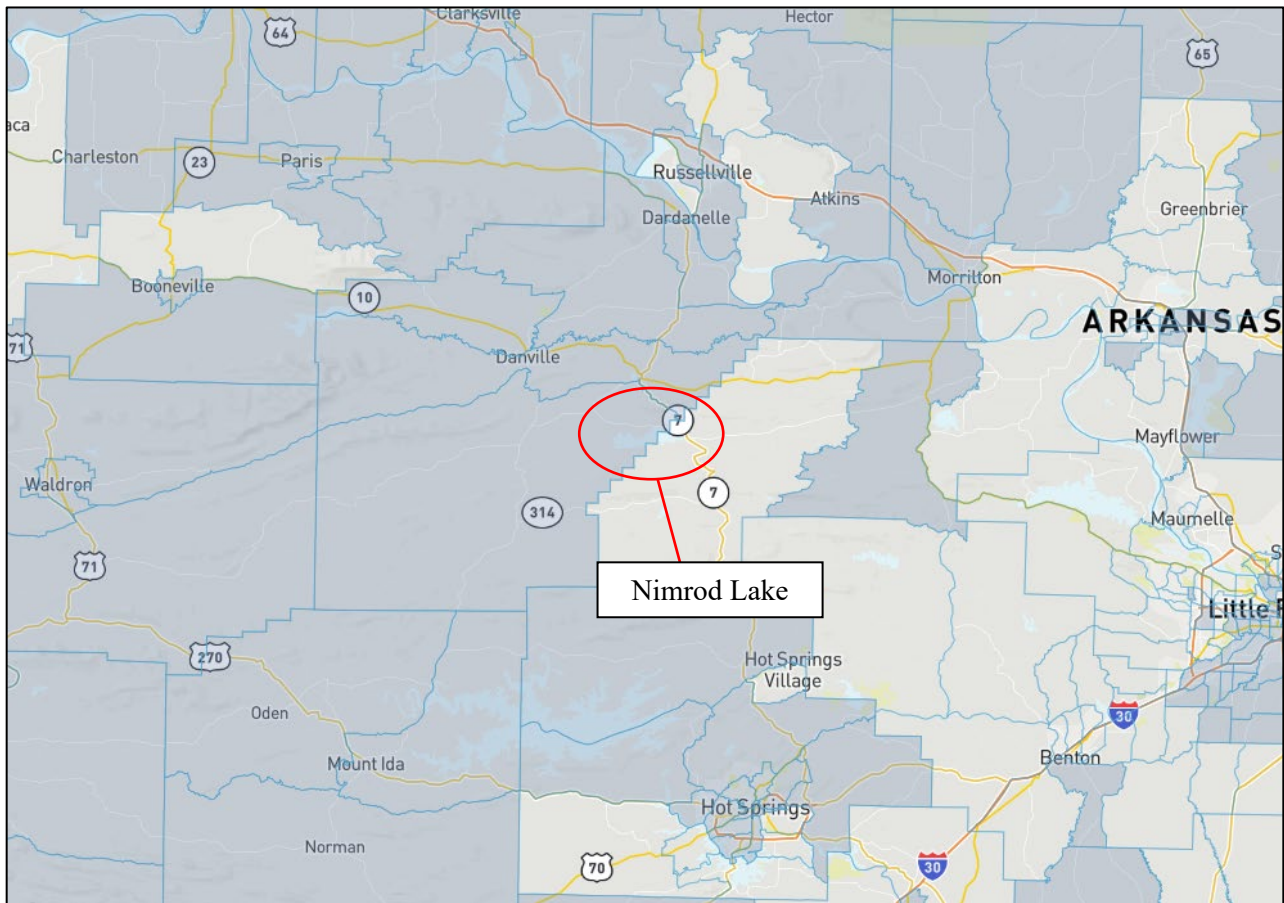 Clarksville
Hector
64
65
aca
Charleston
23
Paris
Russellville
Atkins
Greenbrier
Dardanelle
Morrilton
Booneville
10
ARKANSAS
71
Danville
7
Mayflower
Waldron
7
314
Maumelle
71
S
Nimrod Lake
Little R
270
Hot Springs
Village
Oden
30
Mount Ida
Benton
Hot Springs
Norman
70
30